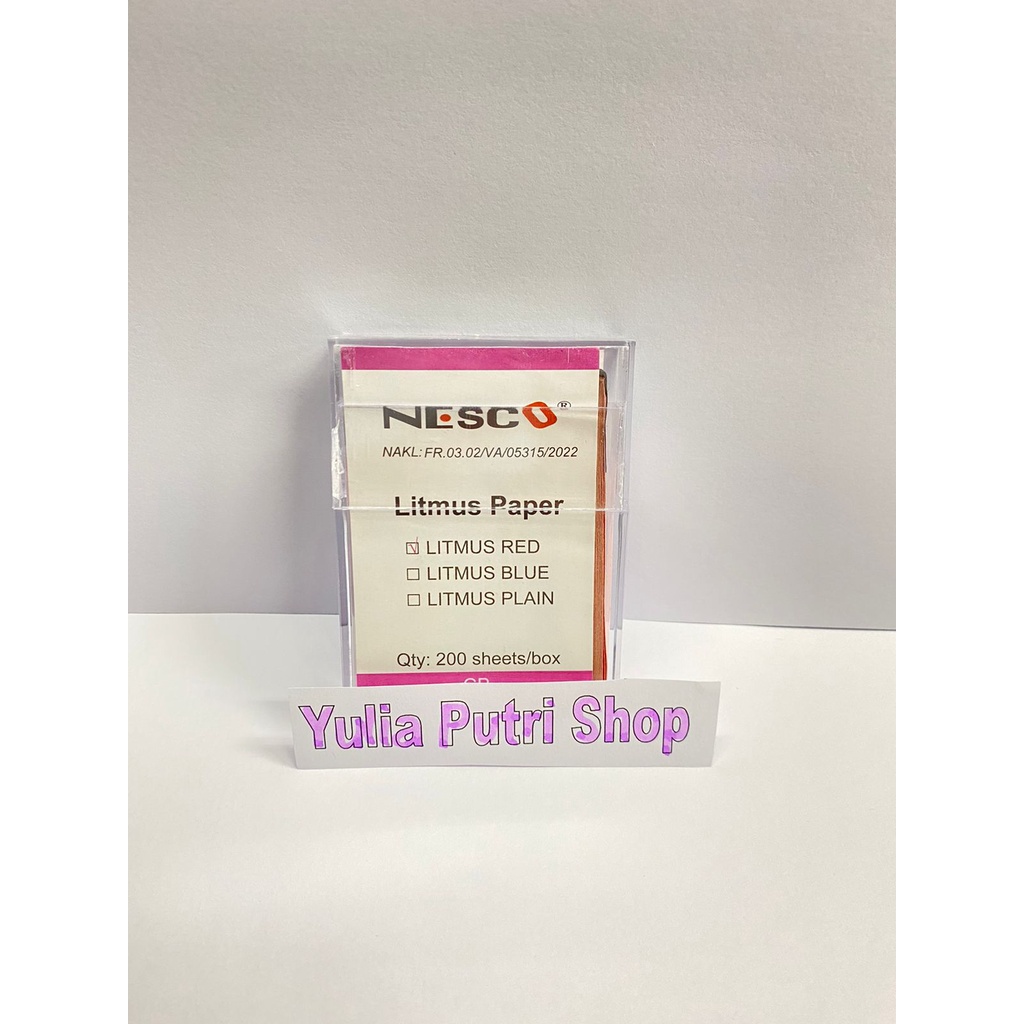 NESCO®
NAKL: FR.03.02/VA/05315/2022
Litmus Paper
LITMUS RED
LITMUS BLUE
LITMUS PLAIN
Qty: 200 sheets/box
Yulia Putri Shop